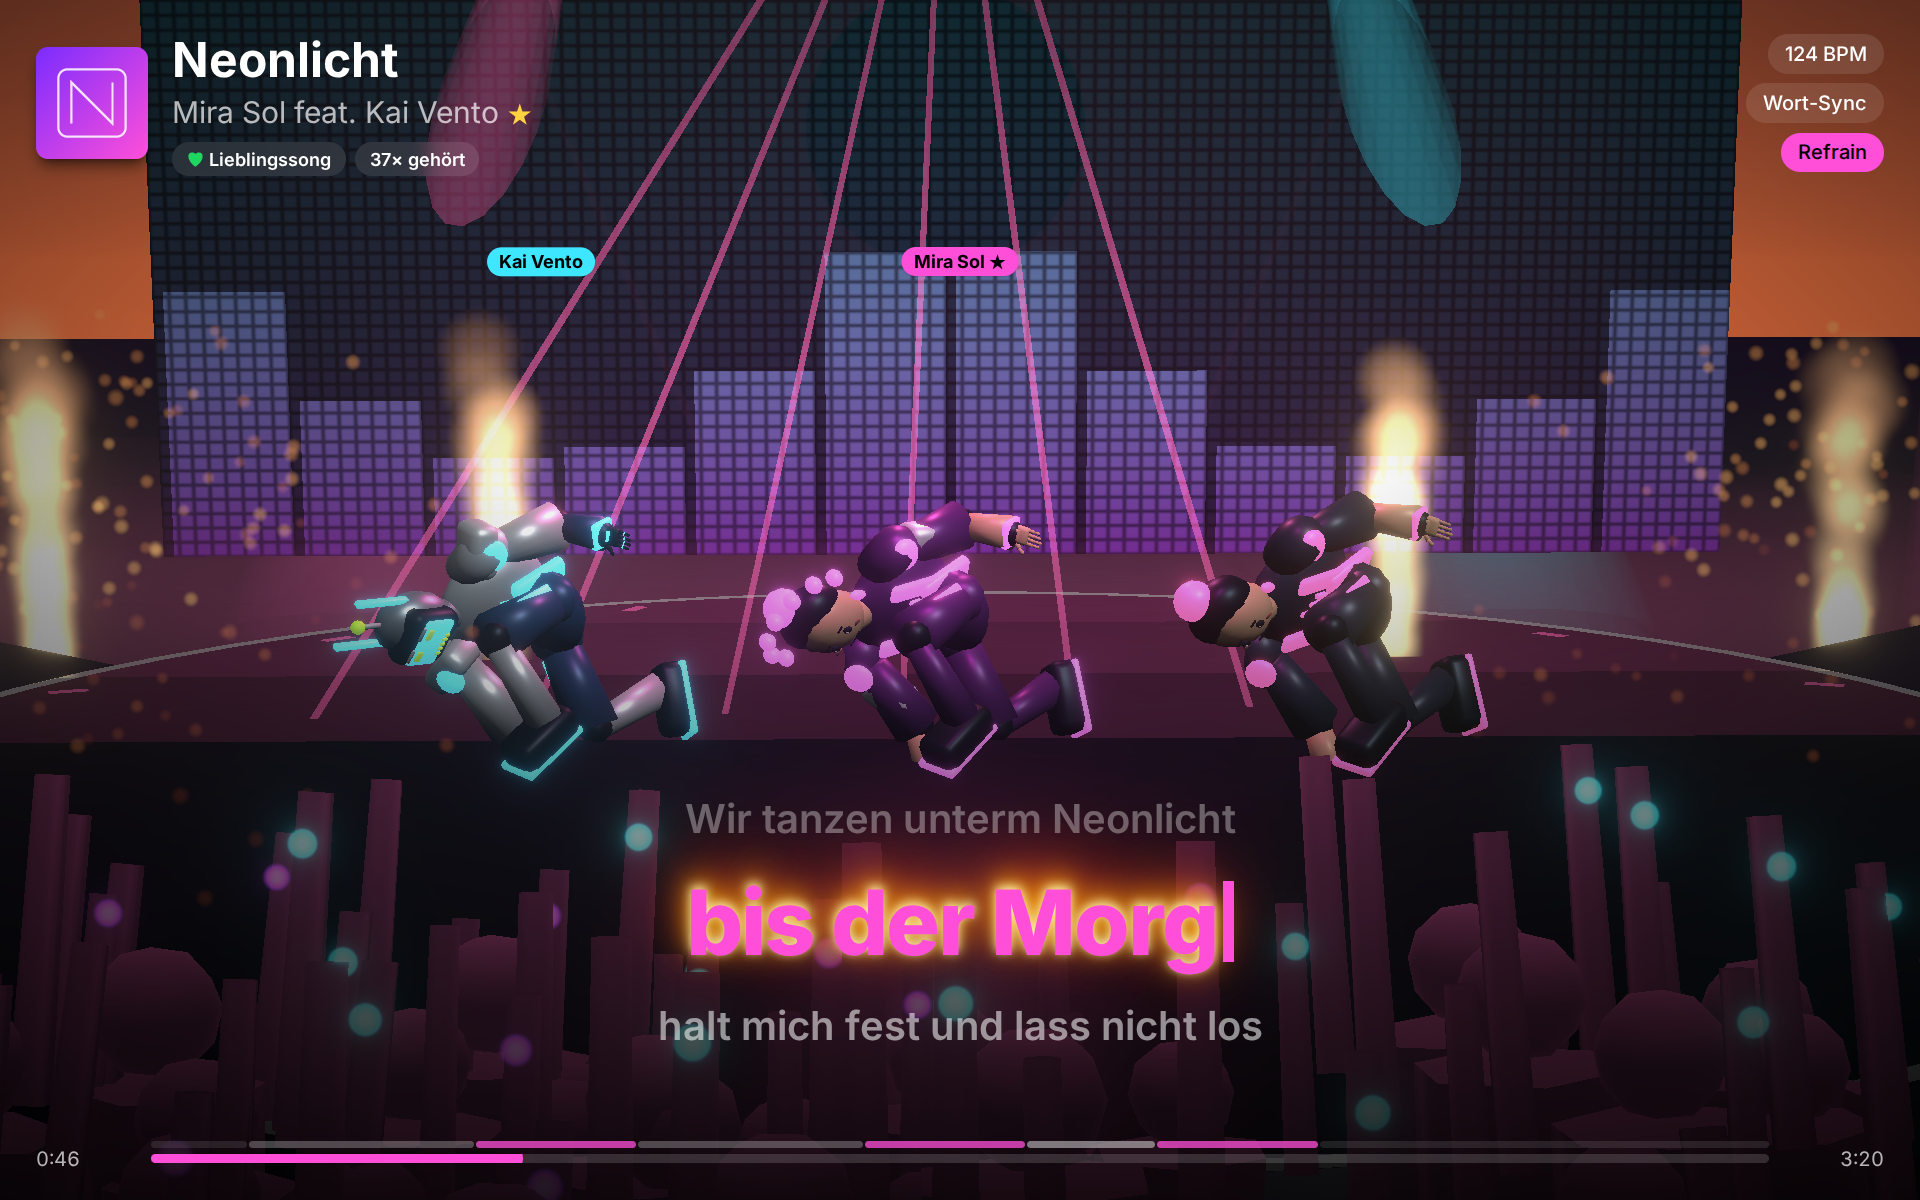 N
Neonlicht
Mira Sol feat. Kai Vento ★
Lieblingssong
37× gehört
124 BPM
Wort-Sync
Refrain
Kai Vento
Mira Sol ★
Wir tanzen unterm Neonlicht
bis der Morg
halt mich fest und lass nicht los
0:46
3:20